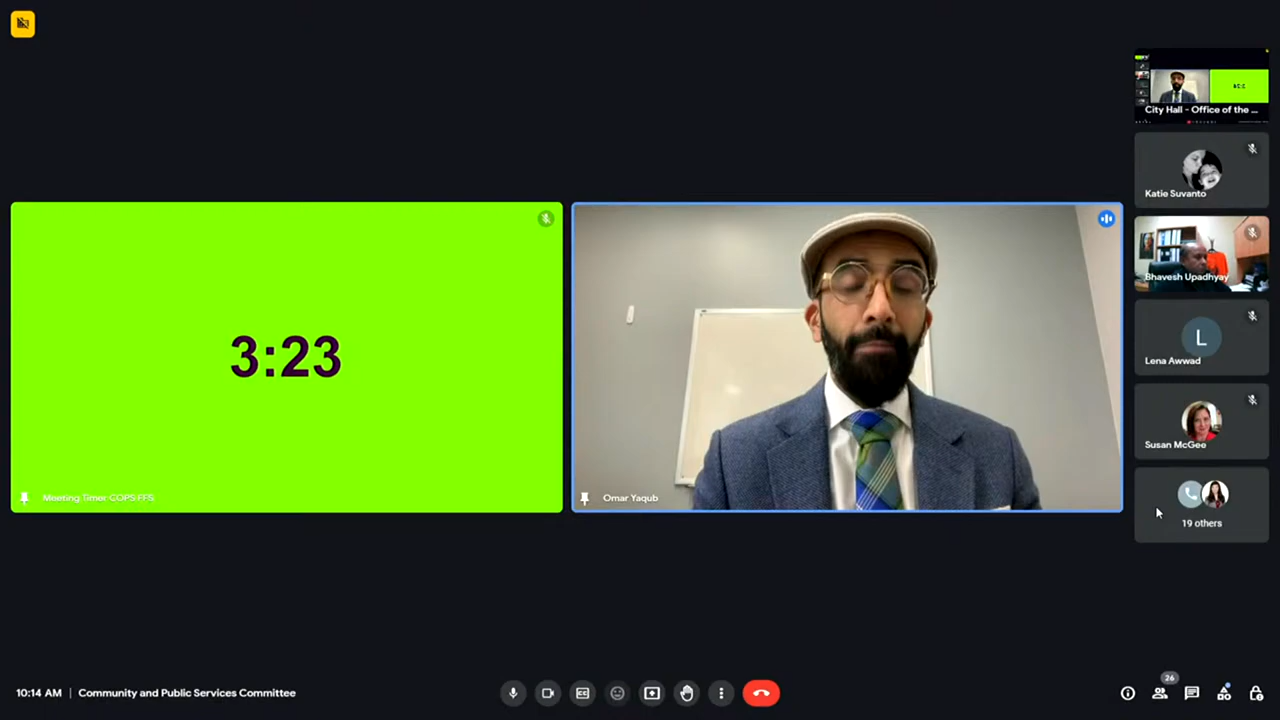 3:23
Meeting Timer COPS FFS
Omar Yaqub
City Hall - Office of the ...
Katie Suvanto
Bhavesh Upadhyay
L
Lena Awwad
Susan McGee
19 others
10:14 AM | Community and Public Services Committee
26